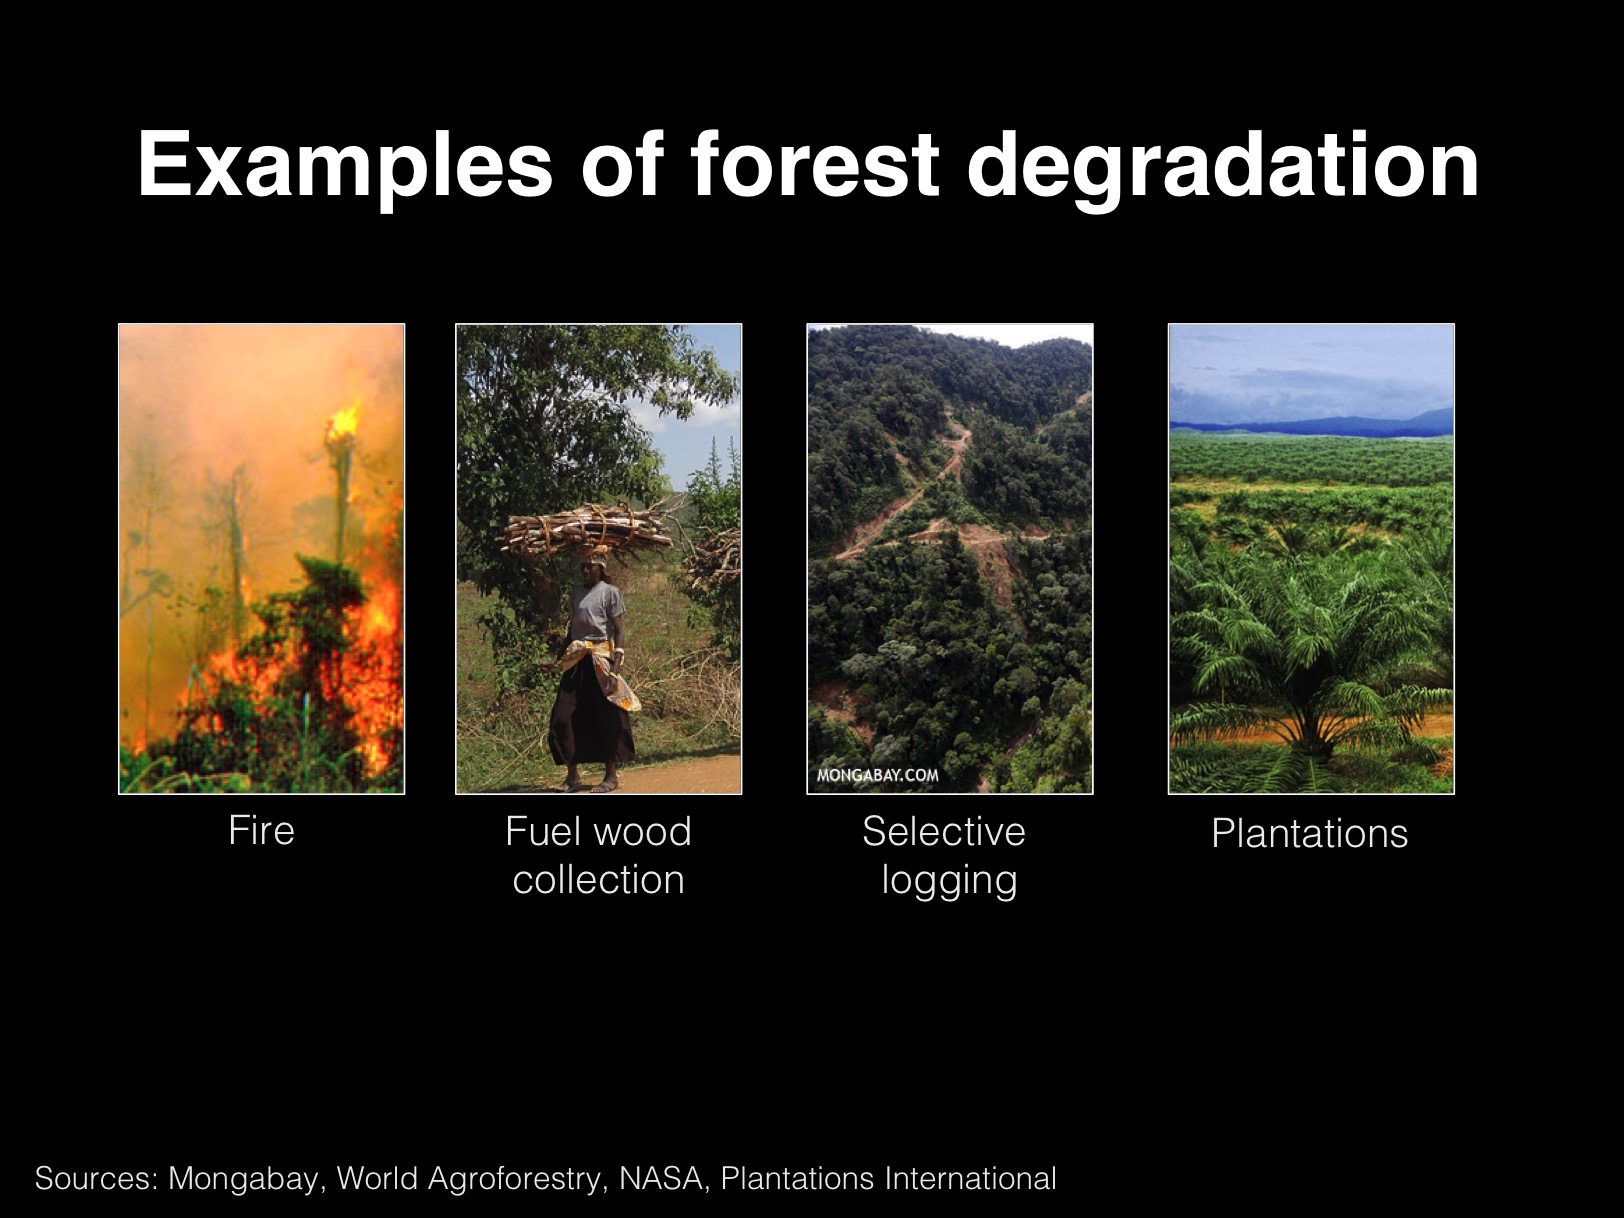 Examples of forest degradation
MONGABAY.COM
Fire
Fuel wood
collection
Selective
logging
Plantations
Sources: Mongabay, World Agroforestry, NASA, Plantations International